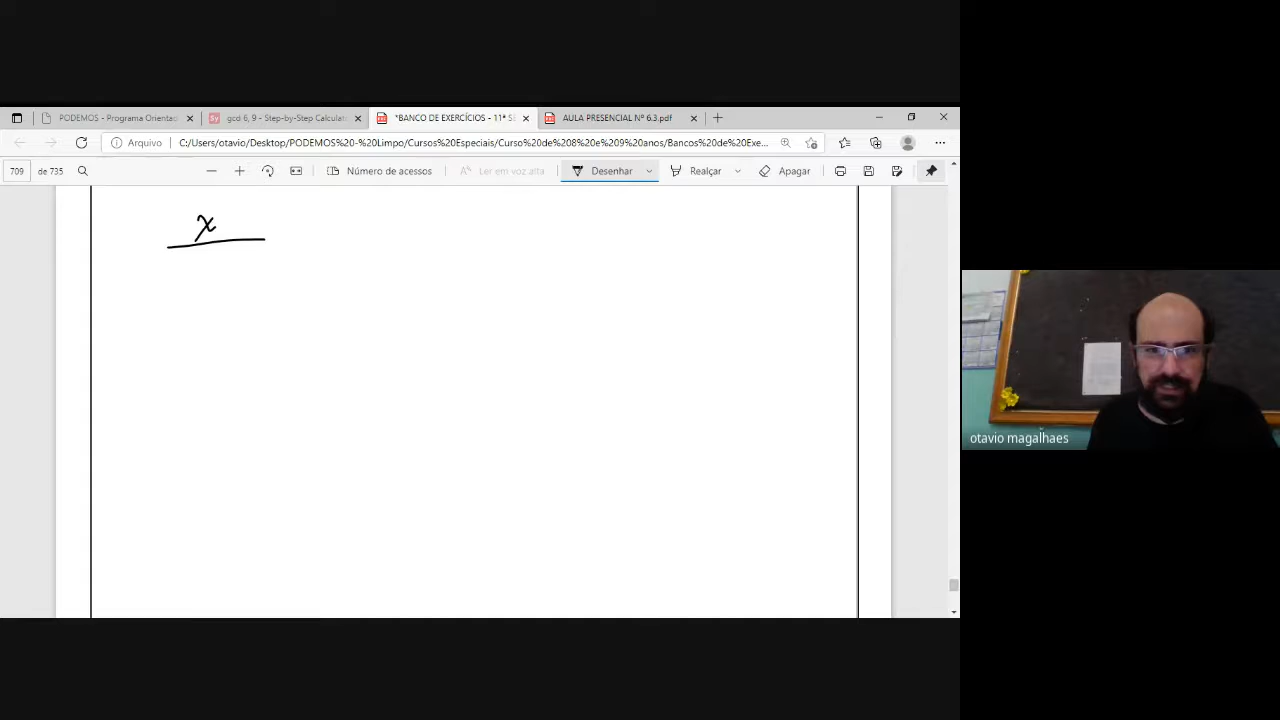 PODEMOS - Programa Orientad
Sy gcd 6, 9 - Step-by-Step Calculat
*BANCO DE EXERCÍCIOS - 11ª SE
AULA PRESENCIAL Nº 6.3.pdf
Arquivo C:/Users/otavio/Desktop/PODEMOS%20-%20Limpo/Cursos%20Especiais/Curso%20de%208%20e%209%20anos/Bancos%20de%20Exe...
709 de 735 Número de acessos Ler em voz alta Desenhar Realçar Apagar
x
otavio magalhaes